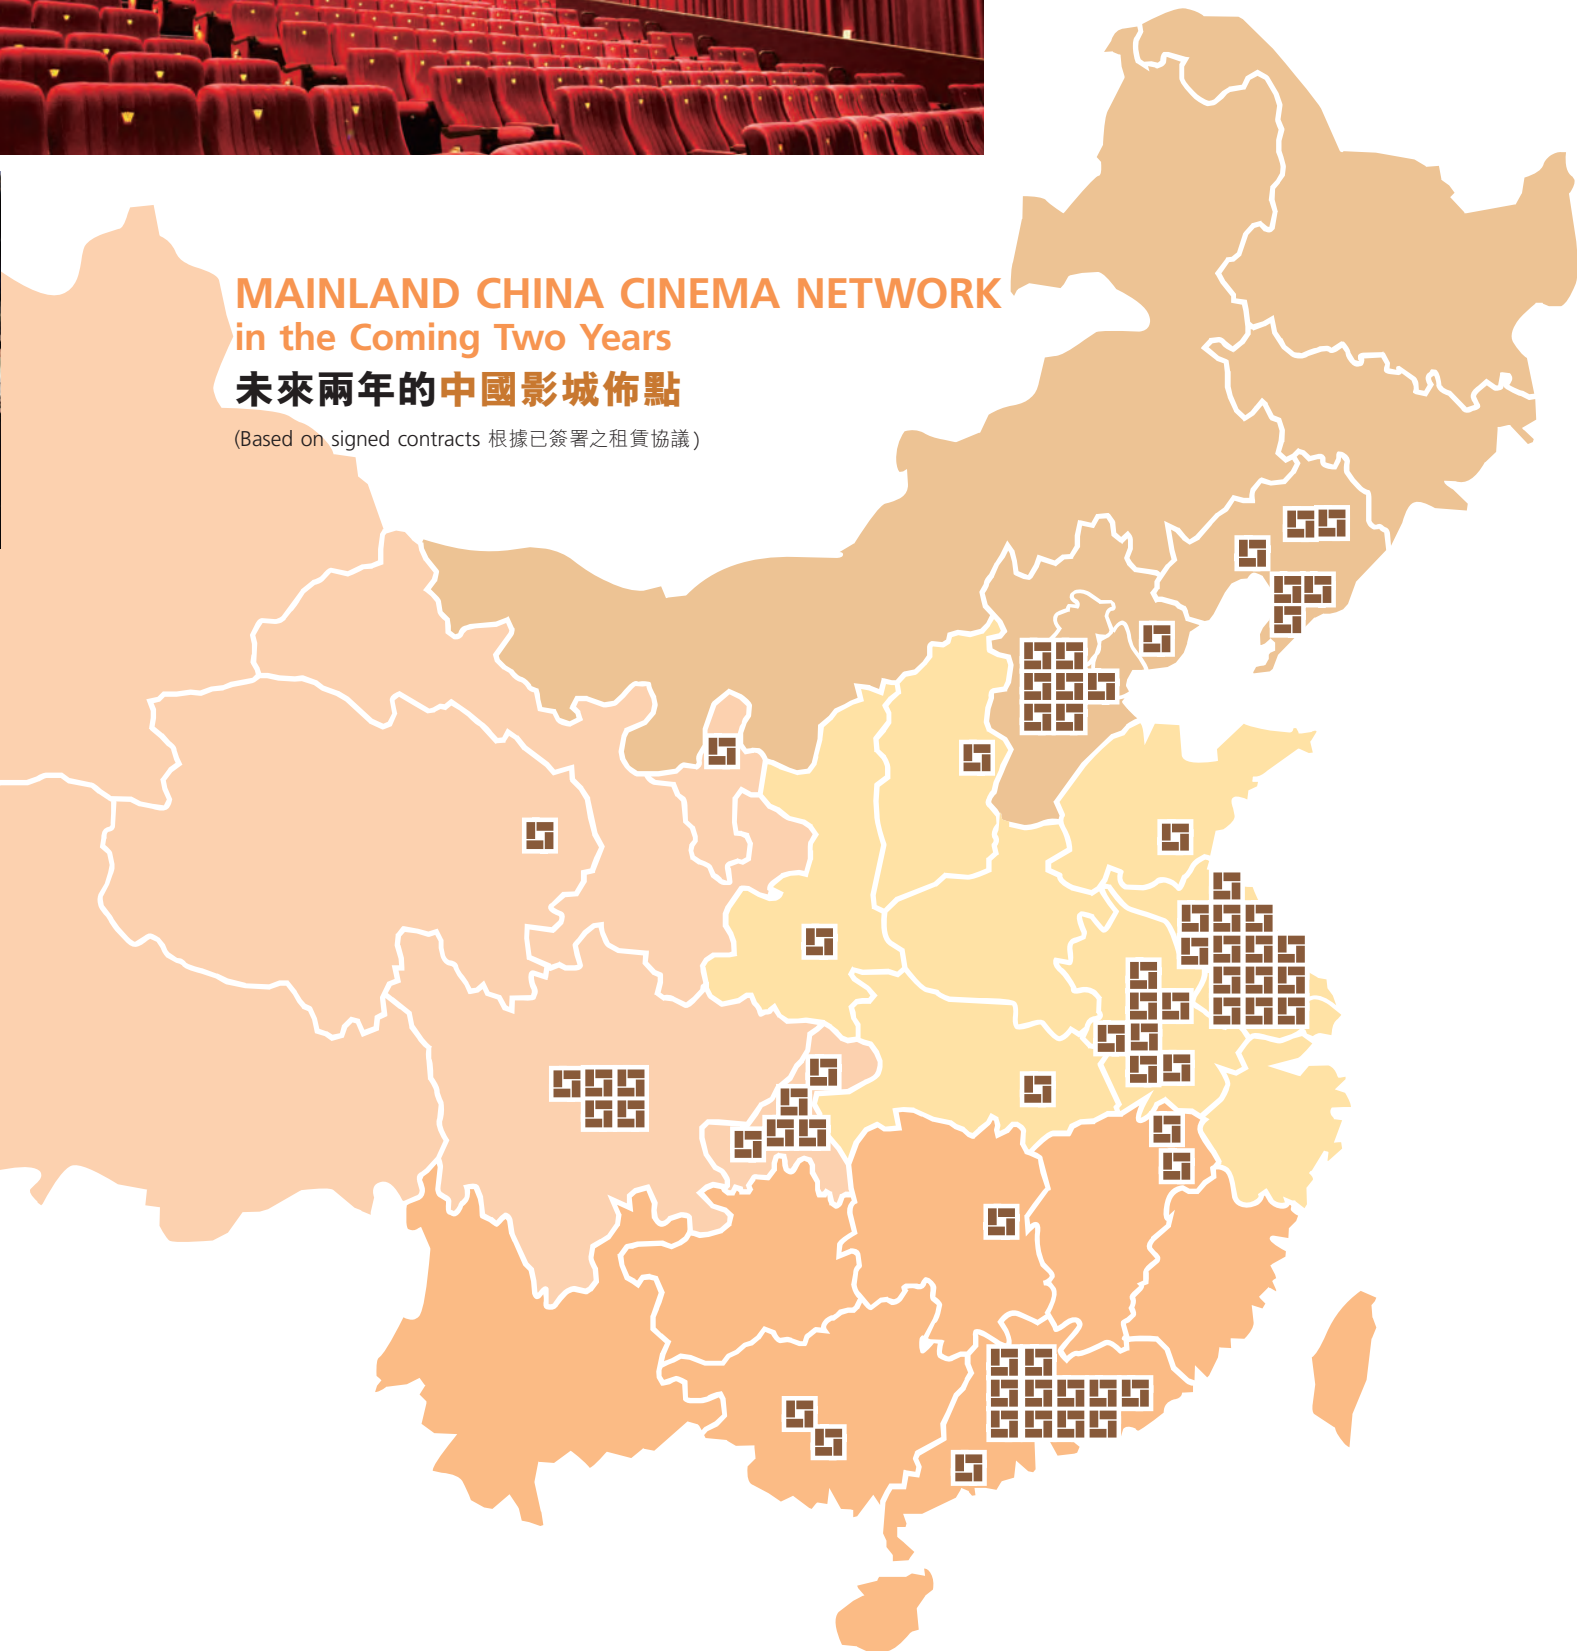 MAINLAND CHINA CINEMA NETWORK
in the Coming Two Years
未來兩年的中國影城佈點
(Based on signed contracts 根據已簽署之租賃協議)